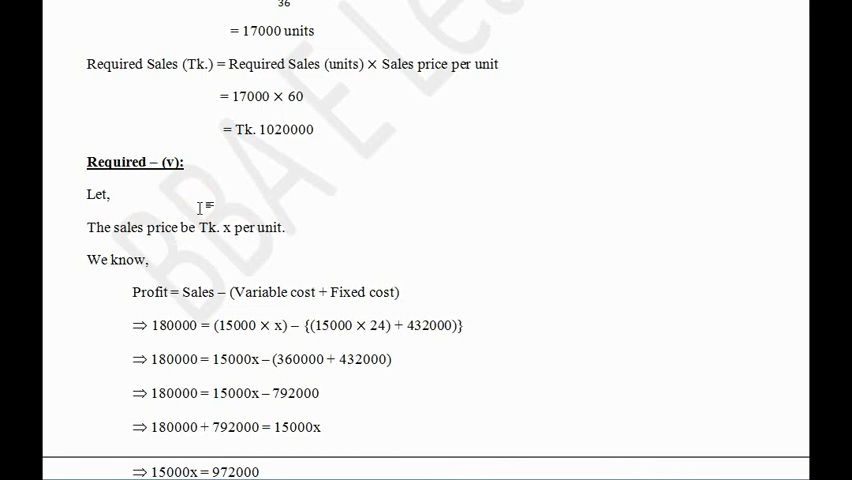 36
= 17000 units
Required Sales (Tk.) = Required Sales (units) × Sales price per unit
= 17000 × 60
= Tk. 1020000
Required – (v):
Let,
The sales price be Tk. x per unit.
We know,
Profit = Sales – (Variable cost + Fixed cost)
⇒ 180000 = (15000 × x) – {(15000 × 24) + 432000)}
⇒ 180000 = 15000x – (360000 + 432000)
⇒ 180000 = 15000x – 792000
⇒ 180000 + 792000 = 15000x
⇒ 15000x = 972000
BBA E Le